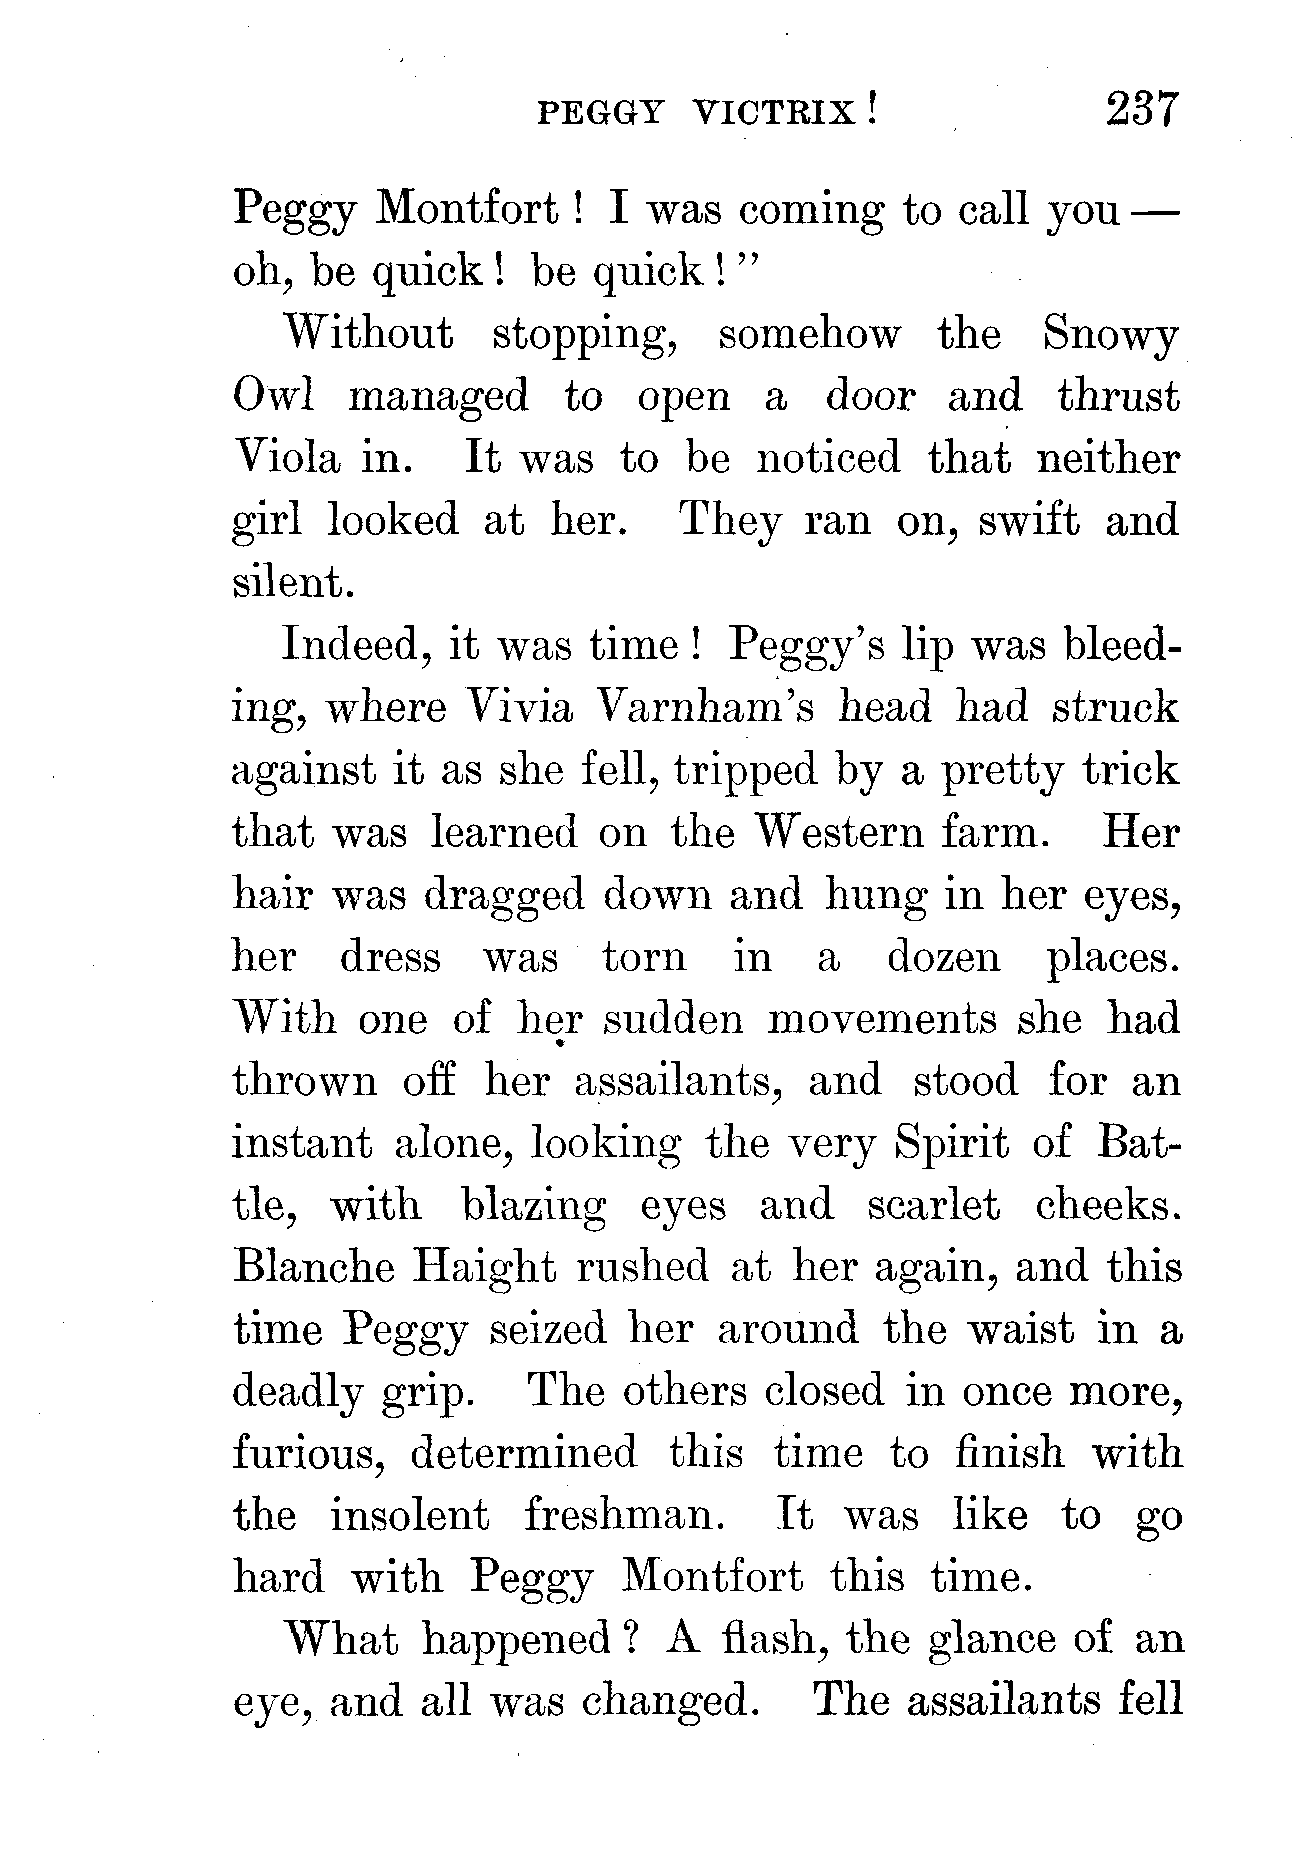 PEGGY VICTRIX! 237
Peggy Montfort! I was coming to call you —
oh, be quick! be quick!”
Without stopping, somehow the Snowy
Owl managed to open a door and thrust
Viola in. It was to be noticed that neither
girl looked at her. They ran on, swift and
silent.
Indeed, it was time! Peggy’s lip was bleed-
ing, where Vivia Varnham’s head had struck
against it as she fell, tripped by a pretty trick
that was learned on the Western farm. Her
hair was dragged down and hung in her eyes,
her dress was torn in a dozen places.
With one of her sudden movements she had
thrown off her assailants, and stood for an
instant alone, looking the very Spirit of Bat-
tle, with blazing eyes and scarlet cheeks.
Blanche Haight rushed at her again, and this
time Peggy seized her around the waist in a
deadly grip. The others closed in once more,
furious, determined this time to finish with
the insolent freshman. It was like to go
hard with Peggy Montfort this time.
What happened? A flash, the glance of an
eye, and all was changed. The assailants fell